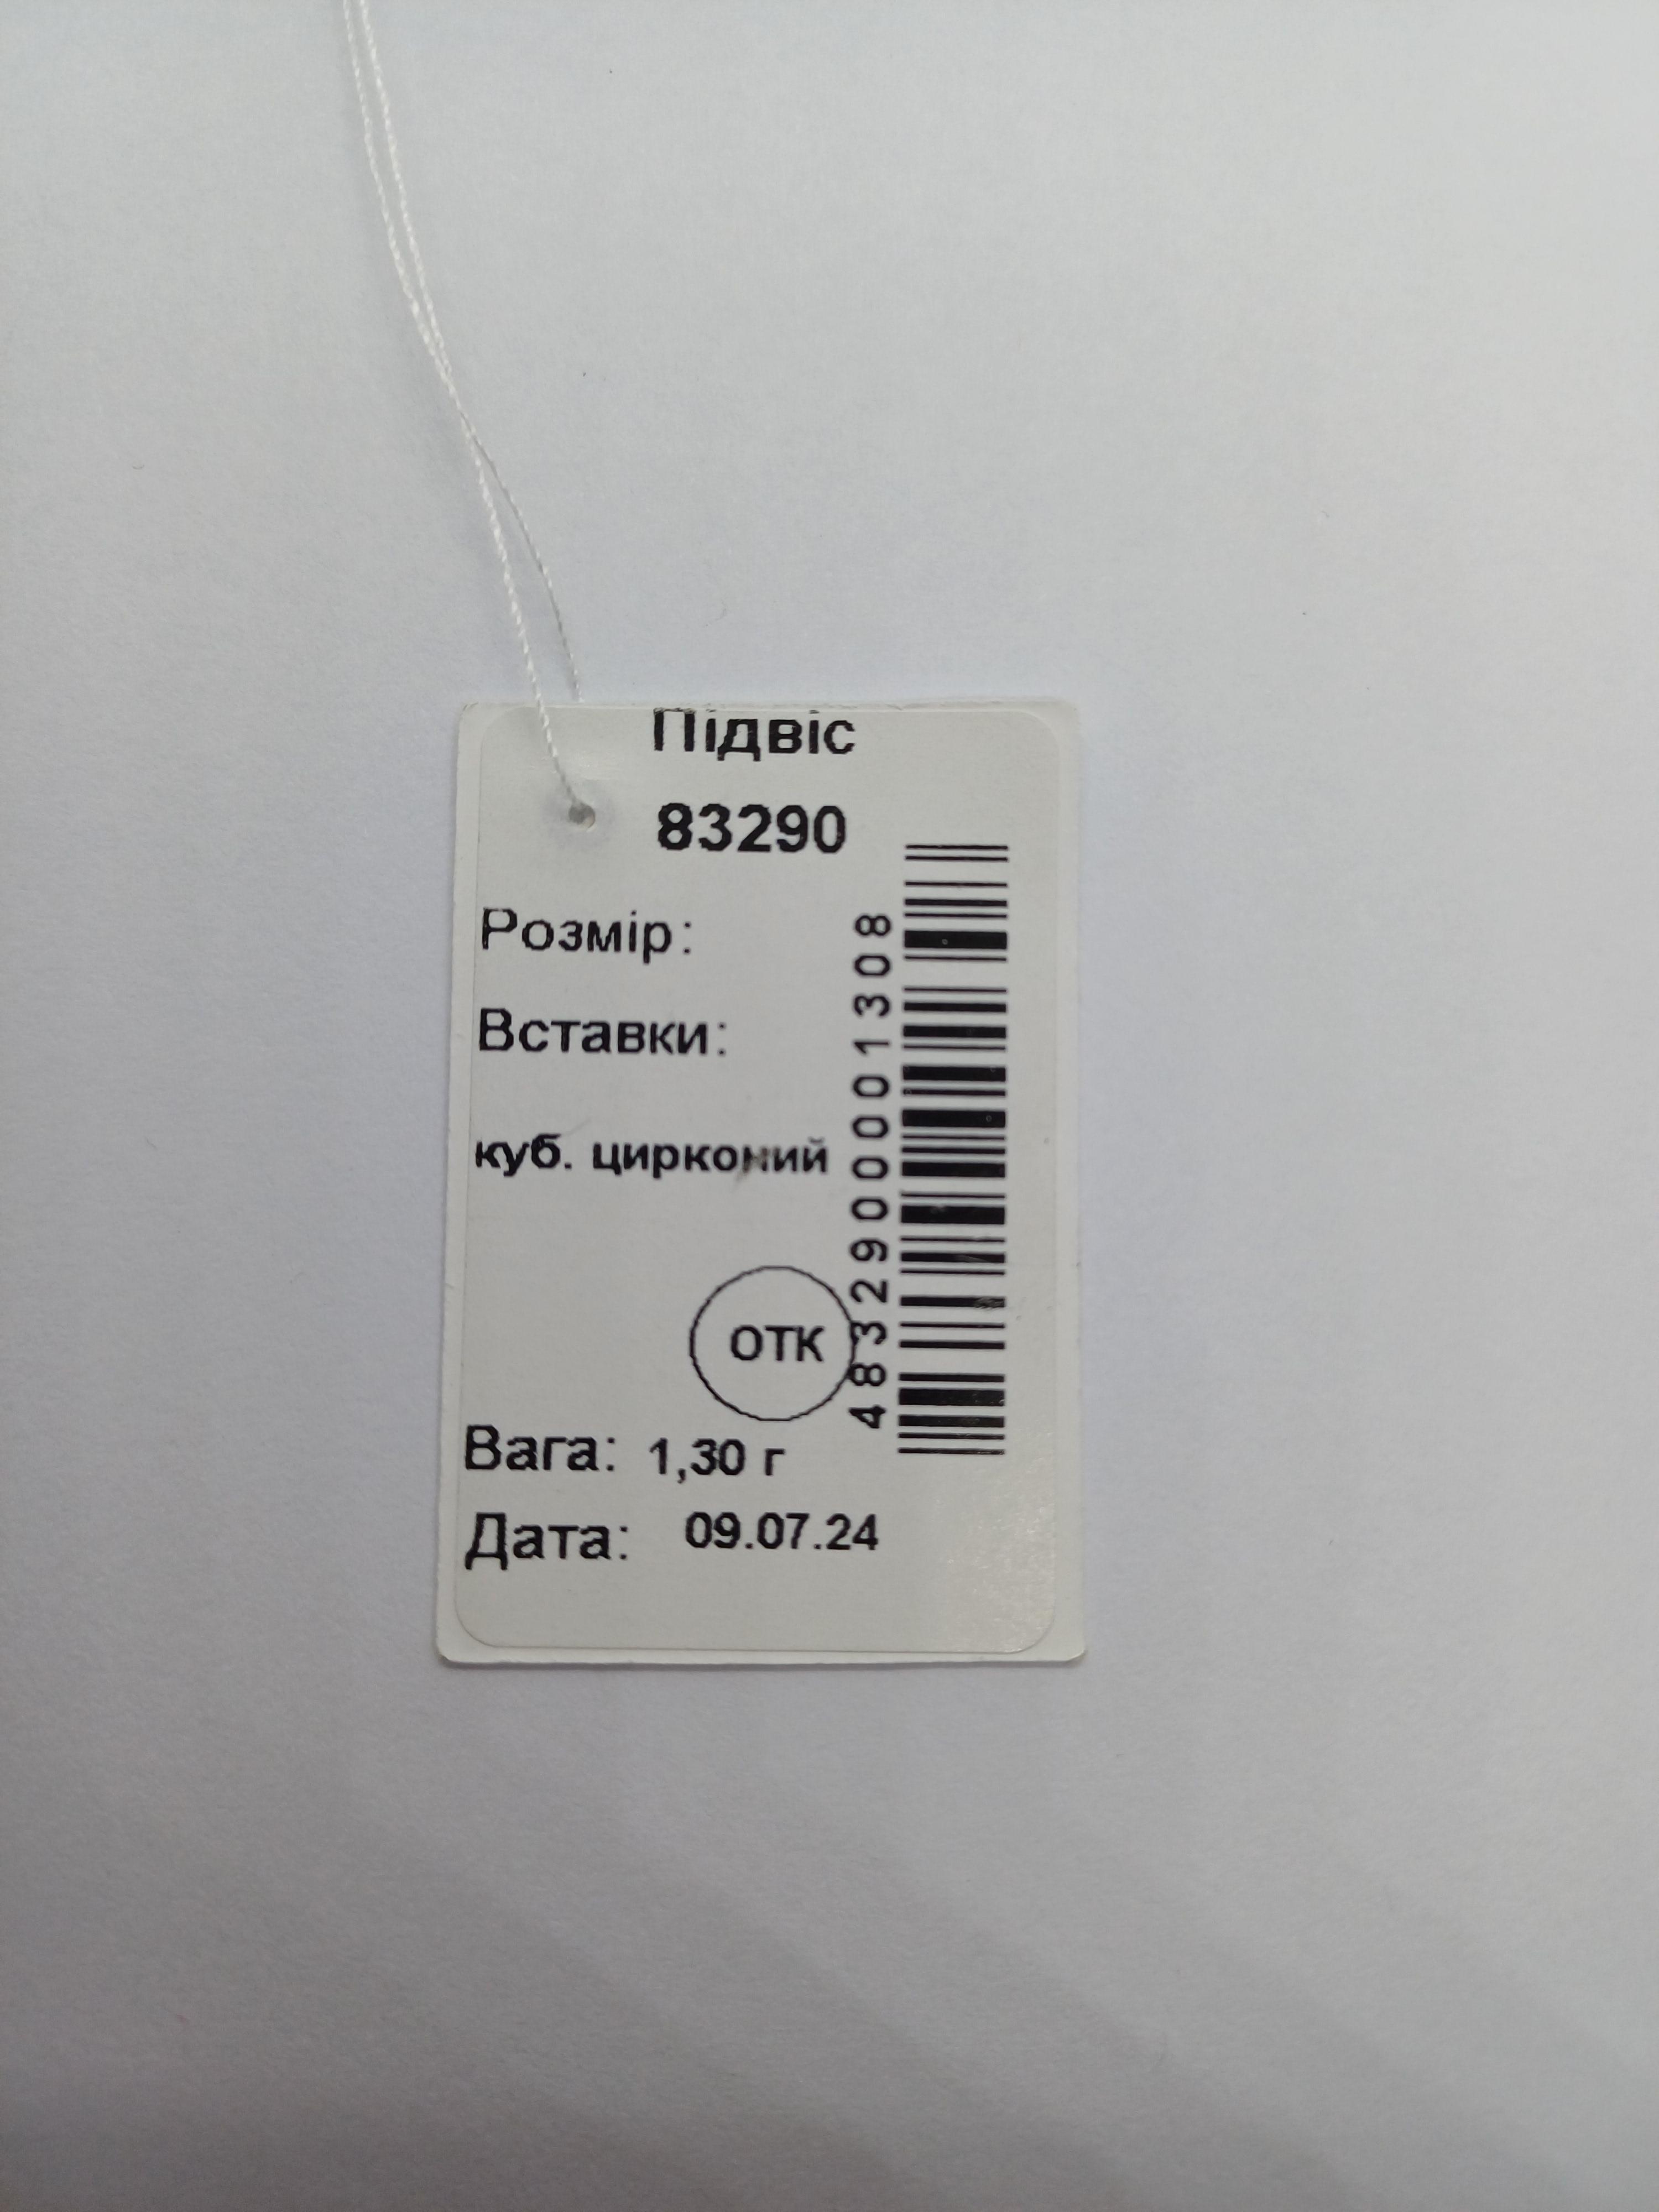 Підвіс
83290
Розмір:
Вставки:
куб. цирконий
ОТК
Вага: 1,30 г
Дата: 09.07.24
4832900001308